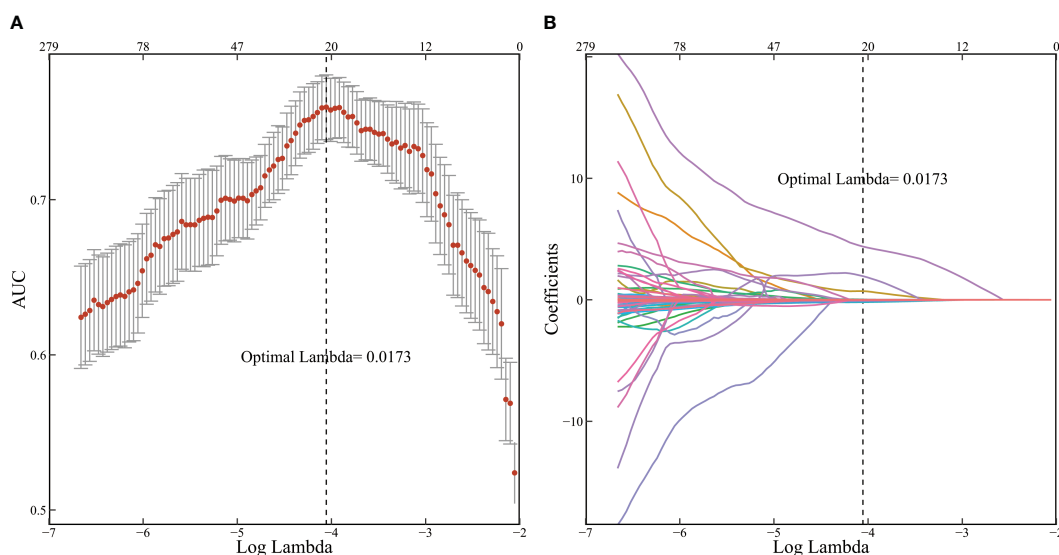 A
279 78 47 20 12 0
0.7
0.6
0.5
AUC
Optimal Lambda= 0.0173
−7 −6 −5 −4 −3 −2
Log Lambda
B
279 78 47 20 12 0
10
0
−10
Coefficients
Optimal Lambda= 0.0173
−7 −6 −5 −4 −3 −2
Log Lambda